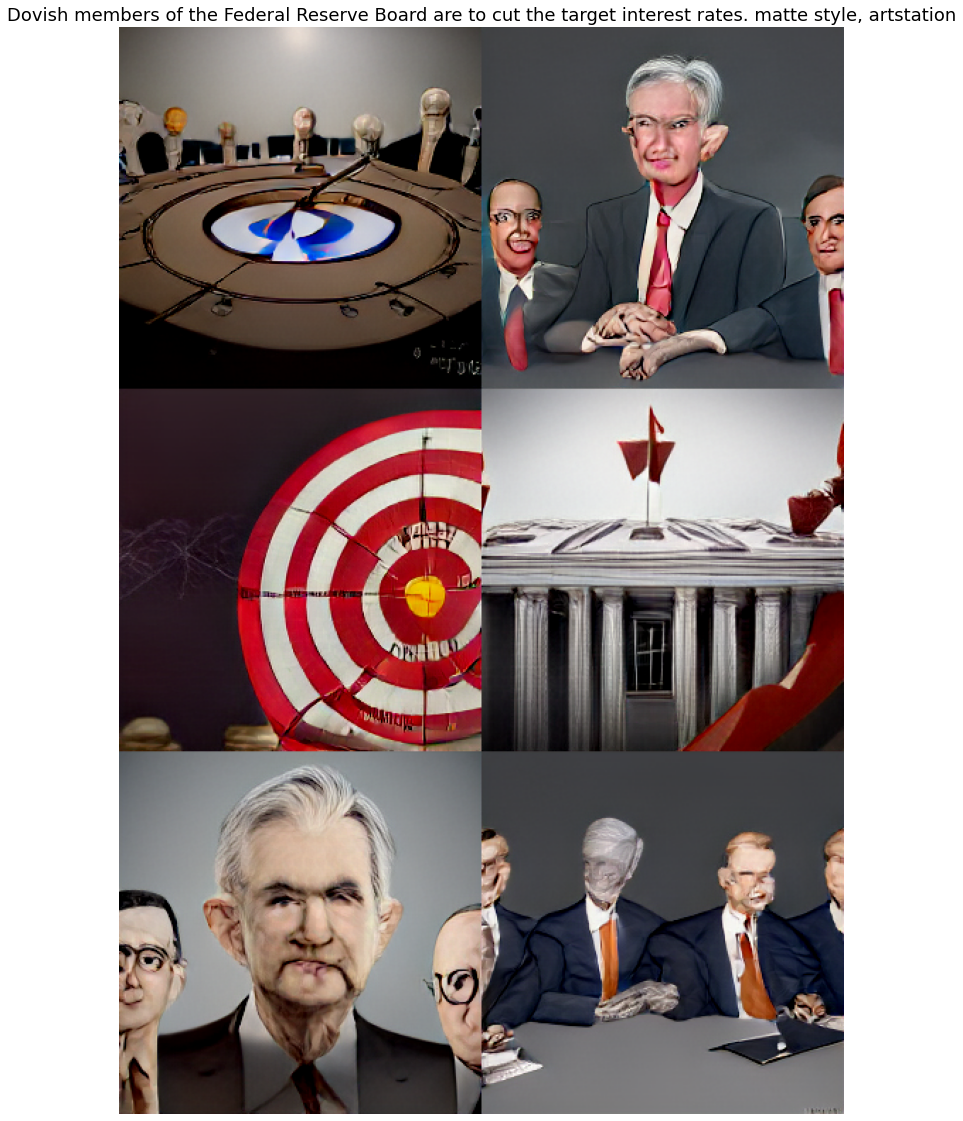 Dovish members of the Federal Reserve Board are to cut the target interest rates. matte style, artstation